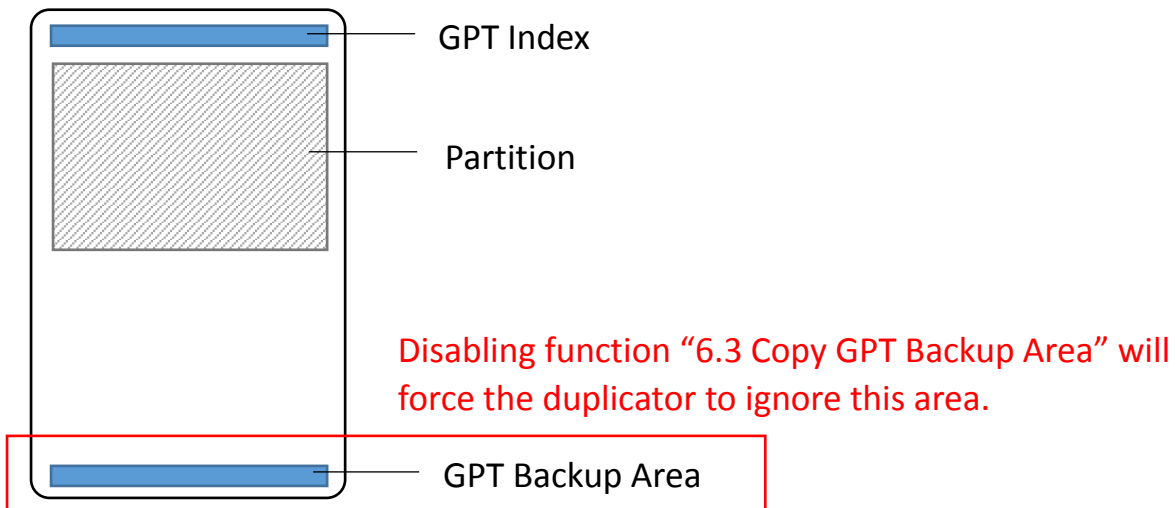 GPT Index
Partition
Disabling function “6.3 Copy GPT Backup Area” will
force the duplicator to ignore this area.
GPT Backup Area